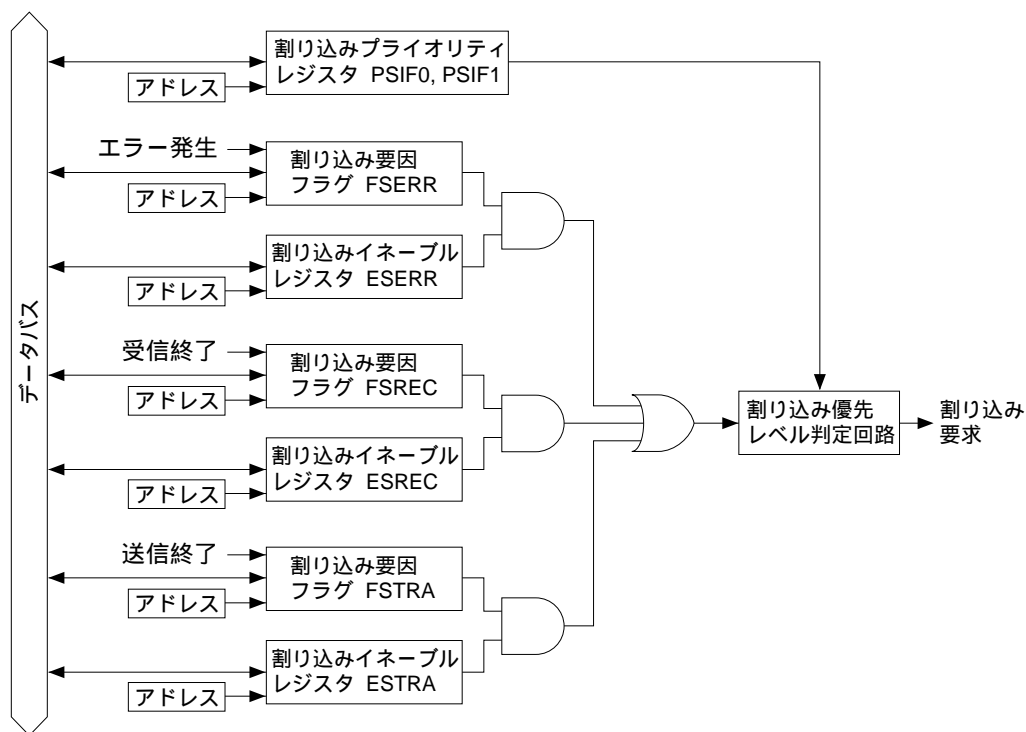 データバス
割り込みプライオリティ
レジスタ PSIF0, PSIF1
アドレス
エラー発生
割り込み要因
フラグ FSERR
アドレス
割り込みイネーブル
レジスタ ESERR
アドレス
受信終了
割り込み要因
フラグ FSREC
アドレス
割り込みイネーブル
レジスタ ESREC
アドレス
送信終了
割り込み要因
フラグ FSTRA
アドレス
割り込みイネーブル
レジスタ ESTRA
アドレス
割り込み優先
レベル判定回路
割り込み
要求